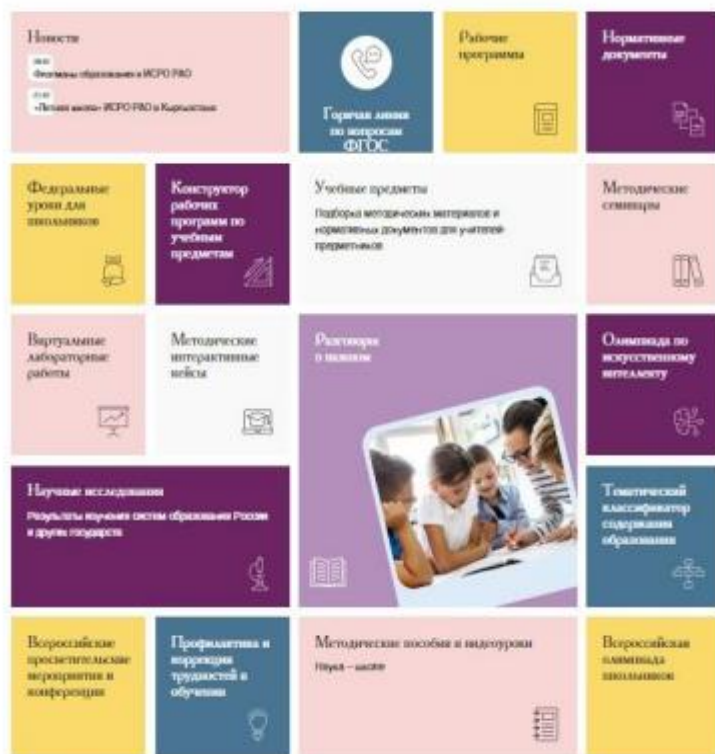 Новости
Флагманы образования и ИСРО РАО
«Летняя школа» ИСРО РАО в Кыргызстане
Горячая линия
по вопросам
ФГОС
Рабочие
программы
Нормативные
документы
Федеральные
уроки для
школьников
Конструктор
рабочих
программ по
учебным
предметам
Учебные предметы
Подборка методических материалов и
нормативных документов для учителей-
предметников
Методические
семинары
Виртуальные
лабораторные
работы
Методические
интерактивные
кейсы
Разговоры
о важном
Олимпиада по
искусственному
интеллекту
Научные исследования
Результаты изучения систем образования России
и других государств
Тематический
классификатор
содержания
образования
Всероссийские
просветительские
мероприятия и
конференции
Профилактика и
коррекция
трудностей в
обучении
Методические пособия и видеоуроки
Наука – школе
Всероссийская
олимпиада
школьников